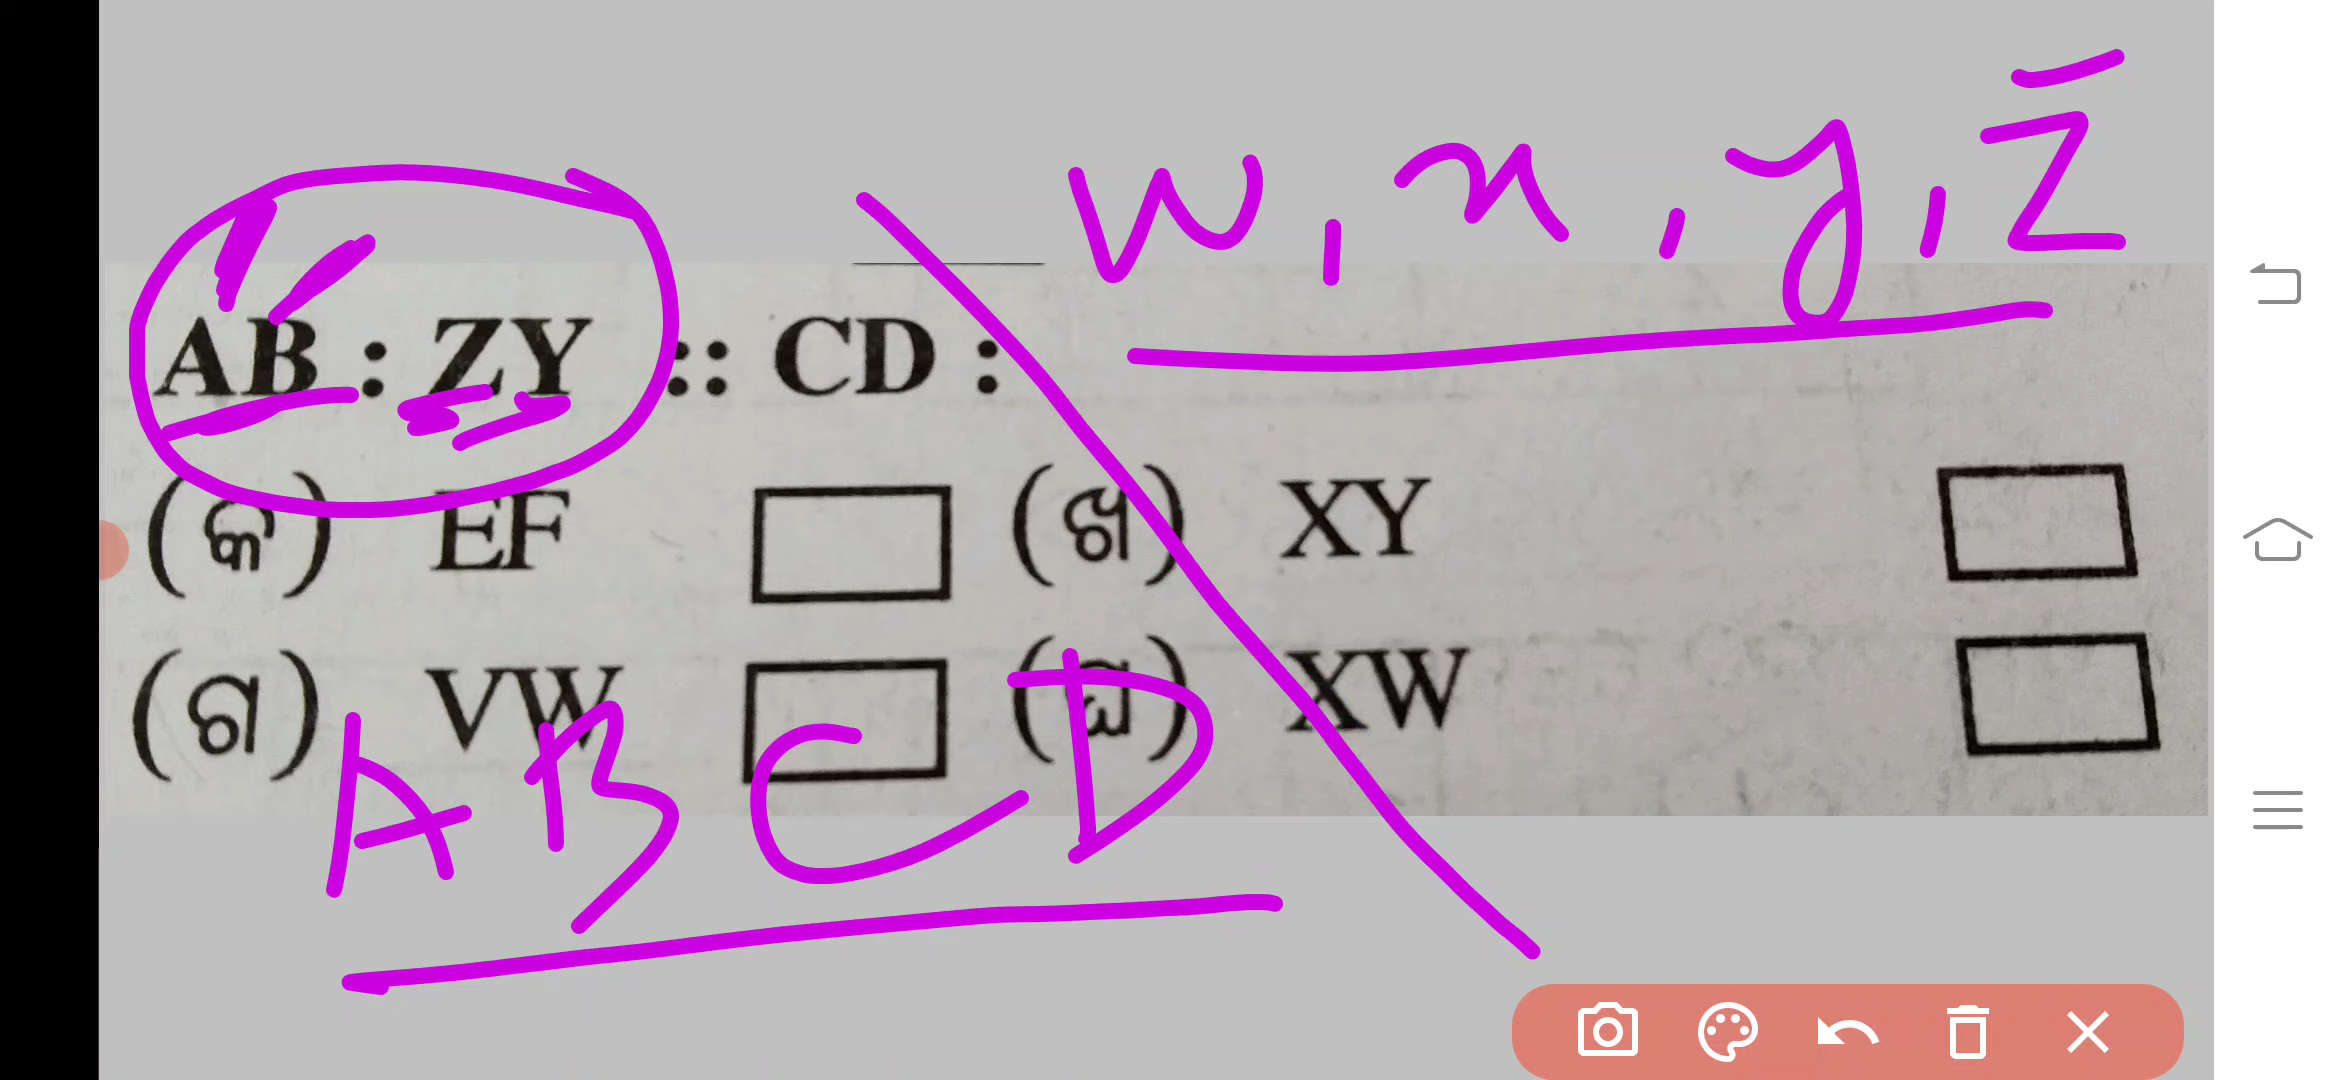 W, x, y, Z
AB : ZY :: CD :
(କ) EF (ଖ) XY
(ଗ) VW (ଘ) XW
A B C D